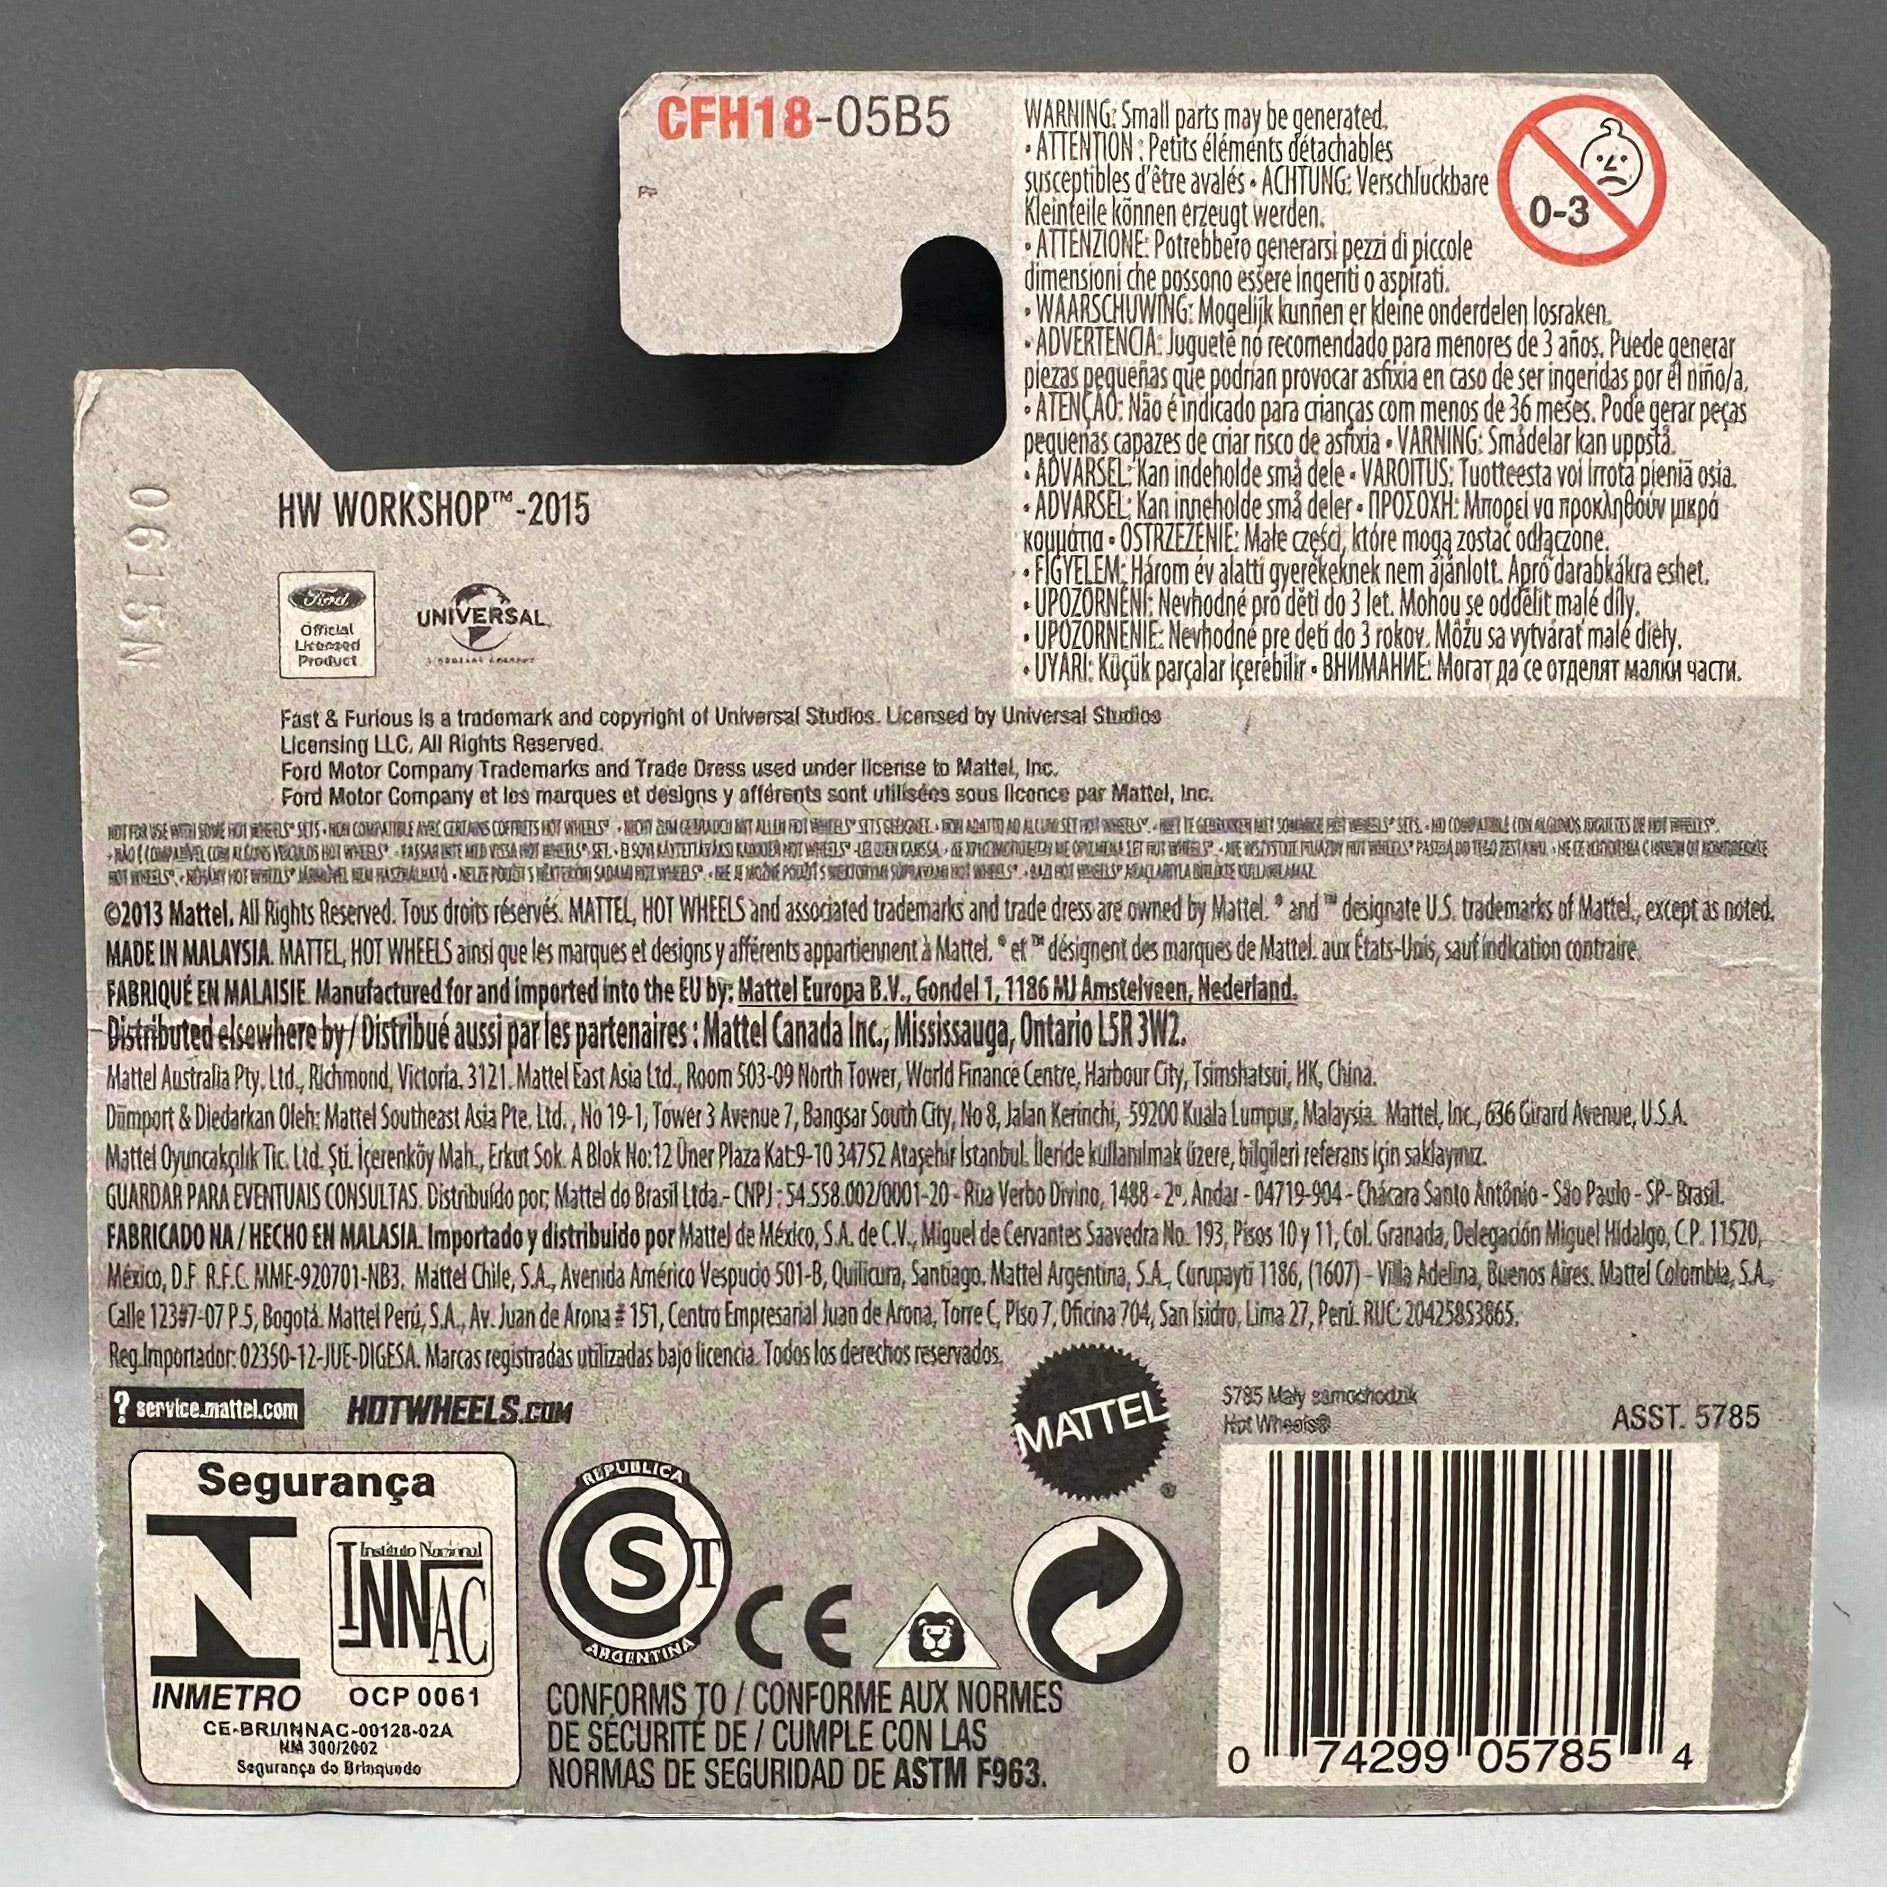 CFH18-05B5
WARNING: Small parts may be generated.
• ATTENTION : Petits éléments détachables
susceptibles d'être avalés • ACHTUNG: Verschluckbare
Kleinteile können erzeugt werden.
• ATTENZIONE: Potrebbero generarsi pezzi di piccole
dimensioni che possono essere ingeriti o aspirati.
• WAARSCHUWING: Mogelijk kunnen er kleine onderdelen losraken.
• ADVERTENCIA: Juguete no recomendado para menores de 3 años. Puede generar
piezas pequeñas que podrían provocar asfixia en caso de ser ingeridas por el niño/a.
• ATENÇÃO: Não é indicado para crianças com menos de 36 meses. Pode gerar peças
pequenas capazes de criar risco de asfixia • VARNING: Smådelar kan uppstå.
• ADVARSEL: Kan indeholde små dele • VAROITUS: Tuotteesta voi irrota pieniä osia.
• ADVARSEL: Kan inneholde små deler • ΠΡΟΣΟΧΗ: Μπορεί να προκληθούν μικρά
κομμάτια • OSTRZEŻENIE: Małe części, które mogą zostać odłączone.
• FIGYELEM: Három év alatti gyerekeknek nem ajánlott. Apró darabkákra eshet.
• UPOZORNĚNÍ: Nevhodné pro děti do 3 let. Mohou se oddělit malé díly.
• UPOZORNENIE: Nevhodné pre deti do 3 rokov. Môžu sa vytvárať malé diely.
• UYARI: Küçük parçalar içerebilir • ВНИМАНИЕ: Могат да се отделят малки части.
0-3
0615N
HW WORKSHOP™-2015
Ford
Official
Licensed
Product
UNIVERSAL
Fast & Furious is a trademark and copyright of Universal Studios. Licensed by Universal Studios
Licensing LLC. All Rights Reserved.
Ford Motor Company Trademarks and Trade Dress used under license to Mattel, Inc.
Ford Motor Company et les marques et designs y afférents sont utilisées sous licence par Mattel, Inc.
NOT FOR USE WITH SOME HOT WHEELS® SETS • NON COMPATIBLE AVEC CERTAINS COFFRETS HOT WHEELS®
©2013 Mattel. All Rights Reserved. Tous droits réservés. MATTEL, HOT WHEELS and associated trademarks and trade dress are owned by Mattel. ® and ™ designate U.S. trademarks of Mattel, except as noted.
MADE IN MALAYSIA. MATTEL, HOT WHEELS ainsi que les marques et designs y afférents appartiennent à Mattel. ® et ™ désignent des marques de Mattel. aux États-Unis, sauf indication contraire.
FABRIQUÉ EN MALAISIE. Manufactured for and imported into the EU by: Mattel Europa B.V., Gondel 1, 1186 MJ Amstelveen, Nederland.
Distributed elsewhere by / Distribué aussi par les partenaires : Mattel Canada Inc., Mississauga, Ontario L5R 3W2.
Mattel Australia Pty. Ltd., Richmond, Victoria. 3121. Mattel East Asia Ltd., Room 503-09 North Tower, World Finance Centre, Harbour City, Tsimshatsui, HK, China.
Diimport & Diedarkan Oleh: Mattel Southeast Asia Pte. Ltd. , No 19-1, Tower 3 Avenue 7, Bangsar South City, No 8, Jalan Kerinchi, 59200 Kuala Lumpur, Malaysia. Mattel, Inc., 636 Girard Avenue, U.S.A.
Mattel Oyuncakçılık Tic. Ltd. Şti. İçerenköy Mah., Erkut Sok. A Blok No:12 Üner Plaza Kat:9-10 34752 Ataşehir İstanbul. İleride kullanılmak üzere, bilgileri referans için saklayınız.
GUARDAR PARA EVENTUAIS CONSULTAS. Distribuído por: Mattel do Brasil Ltda.- CNPJ : 54.558.002/0001-20 - Rua Verbo Divino, 1488 - 2º. Andar - 04719-904 - Chácara Santo Antônio - São Paulo - SP- Brasil.
FABRICADO NA / HECHO EN MALASIA. Importado y distribuido por Mattel de México, S.A. de C.V., Miguel de Cervantes Saavedra No. 193, Pisos 10 y 11, Col. Granada, Delegación Miguel Hidalgo, C.P. 11520,
México, D.F. R.F.C. MME-920701-NB3. Mattel Chile, S.A., Avenida Américo Vespucio 501-B, Quilicura, Santiago. Mattel Argentina, S.A., Curupaytí 1186, (1607) - Villa Adelina, Buenos Aires. Mattel Colombia, S.A.,
Calle 123#7-07 P.5, Bogotá. Mattel Perú, S.A., Av. Juan de Arona # 151, Centro Empresarial Juan de Arona, Torre C, Piso 7, Oficina 704, San Isidro, Lima 27, Perú. RUC: 20425853865.
Reg.Importador: 02350-12-JUE-DIGESA. Marcas registradas utilizadas bajo licencia. Todos los derechos reservados.
? service.mattel.com HOTWHEELS.COM
MATTEL ®
5785 Mały samochodzik
Hot Wheels®
ASST. 5785
Segurança
Instituto Nacional
INNAC
INMETRO OCP 0061
CE-BRI/INNAC-00128-02A
NM 300/2002
Segurança do Brinquedo
REPUBLICA
S T
ARGENTINA
CE
CONFORMS TO / CONFORME AUX NORMES
DE SÉCURITÉ DE / CUMPLE CON LAS
NORMAS DE SEGURIDAD DE ASTM F963.
0 74299 05785 4